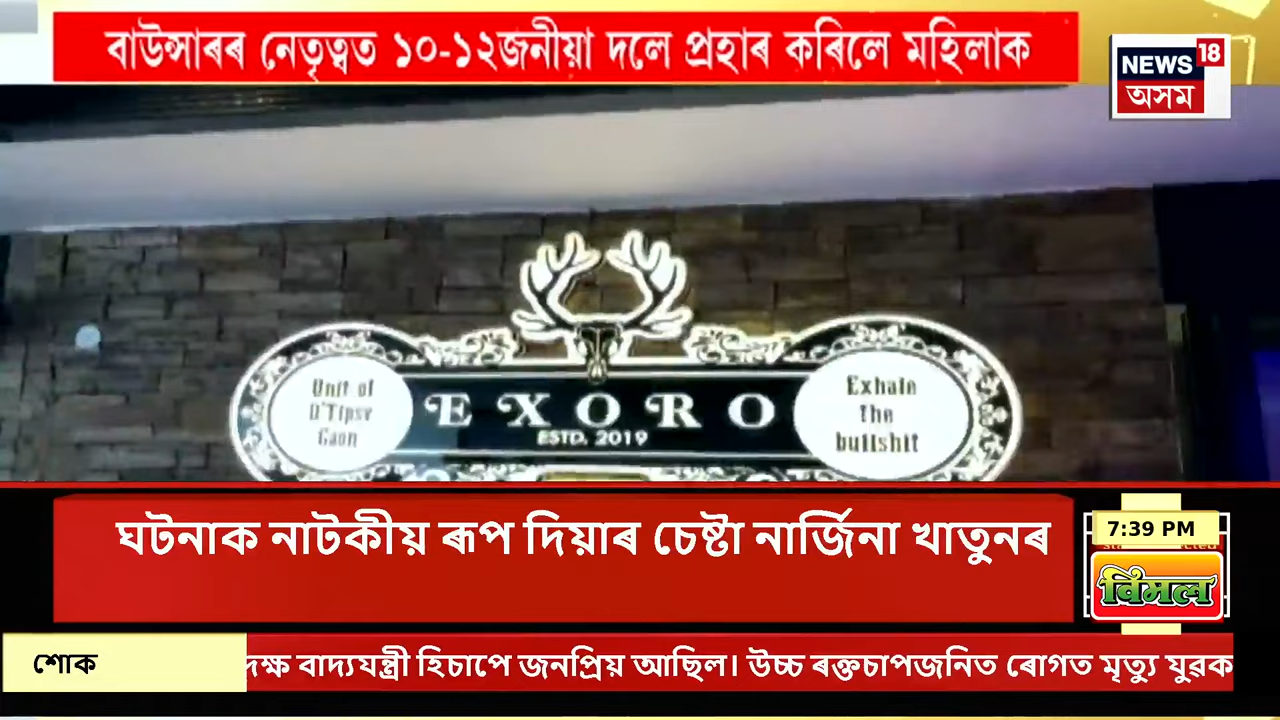 বাউন্সাৰৰ নেতৃত্বত ১০-১২জনীয়া দলে প্ৰহাৰ কৰিলে মহিলাক
NEWS 18
অসম
Unit of
D'Tipsy
Gaon
EXORO
ESTD. 2019
Exhale
the
bullshit
ঘটনাক নাটকীয় ৰূপ দিয়াৰ চেষ্টা নাৰ্জিনা খাতুনৰ
7:39 PM
বিমল
শোক
বাদ্যযন্ত্ৰী হিচাপে জনপ্ৰিয় আছিল। উচ্চ ৰক্তচাপজনিত ৰোগত মৃত্যু যুৱক